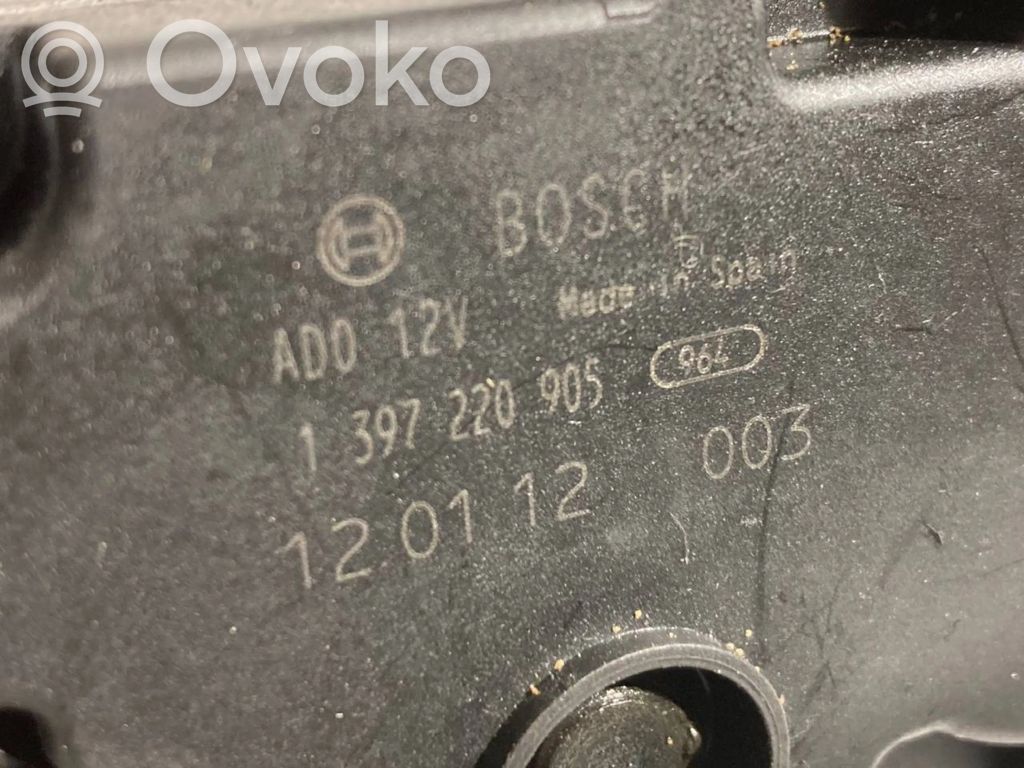 Ovoko
BOSCH
Made in Spain
ADO 12V
1 397 220 905 964
12 01 12 003